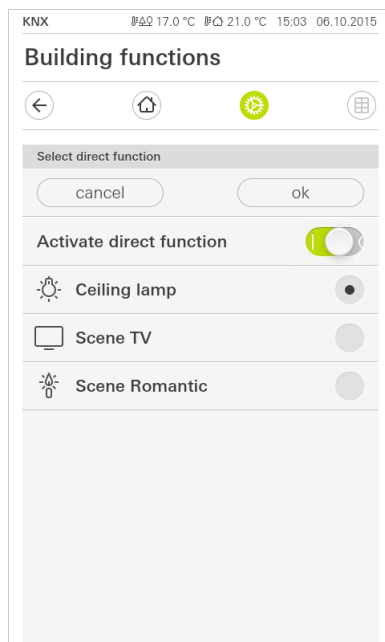 KNX 17.0 °C 21.0 °C 15:03 06.10.2015
Building functions
Select direct function
cancel ok
Activate direct function
Ceiling lamp
Scene TV
Scene Romantic